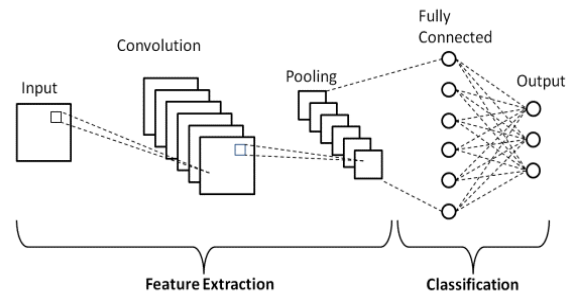 Input
Convolution
Pooling
Fully
Connected
Output
Feature Extraction
Classification